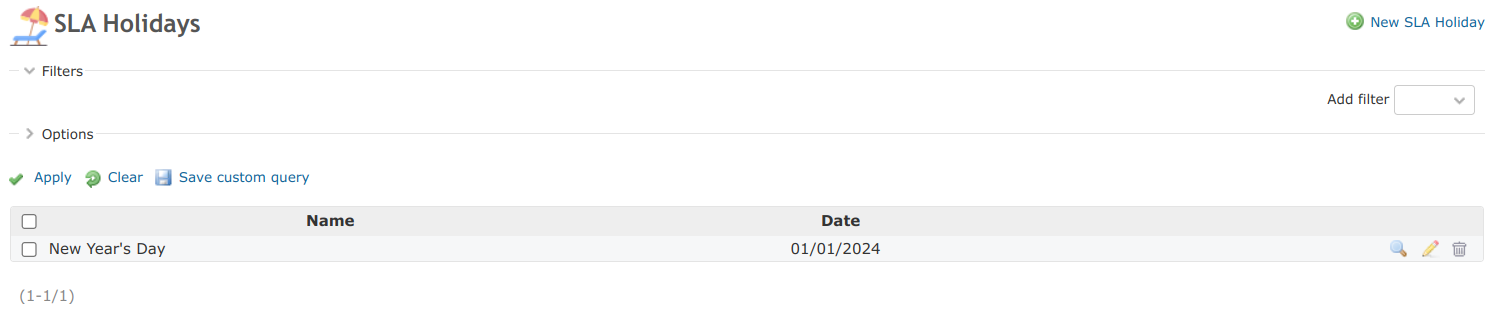 SLA Holidays
New SLA Holiday
Filters
Add filter
Options
Apply Clear Save custom query
Name Date
New Year's Day 01/01/2024
(1-1/1)